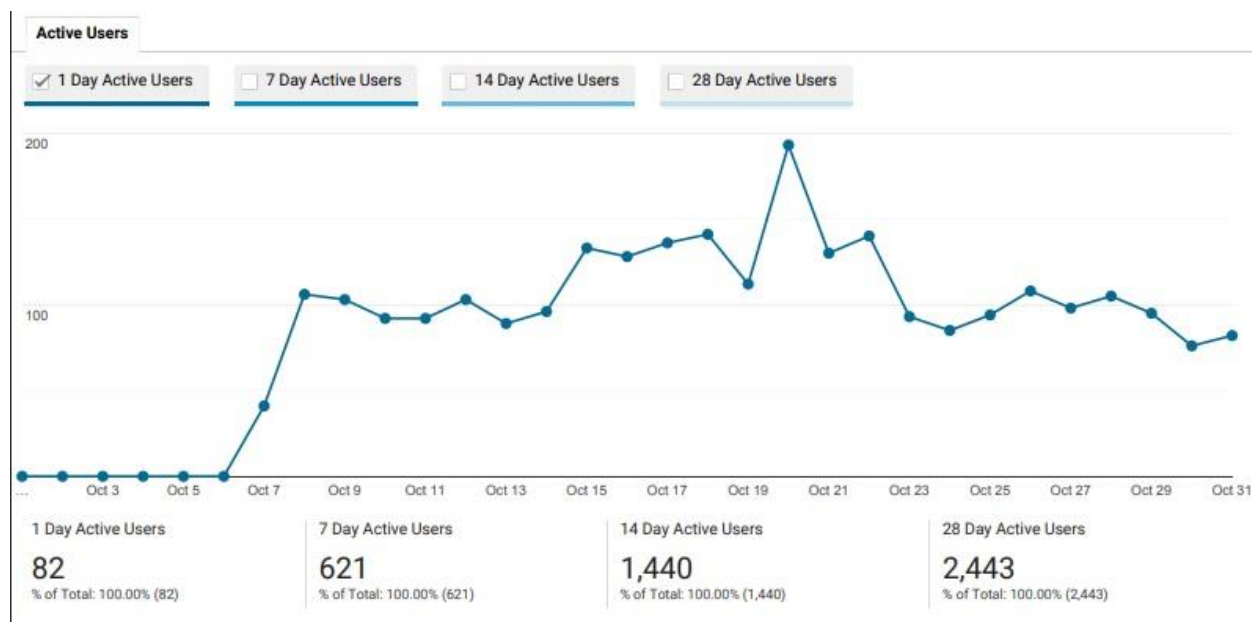 Active Users
1 Day Active Users 7 Day Active Users 14 Day Active Users 28 Day Active Users
200
100
... Oct 3 Oct 5 Oct 7 Oct 9 Oct 11 Oct 13 Oct 15 Oct 17 Oct 19 Oct 21 Oct 23 Oct 25 Oct 27 Oct 29 Oct 31
1 Day Active Users 7 Day Active Users 14 Day Active Users 28 Day Active Users
82 621 1,440 2,443
% of Total: 100.00% (82) % of Total: 100.00% (621) % of Total: 100.00% (1,440) % of Total: 100.00% (2,443)